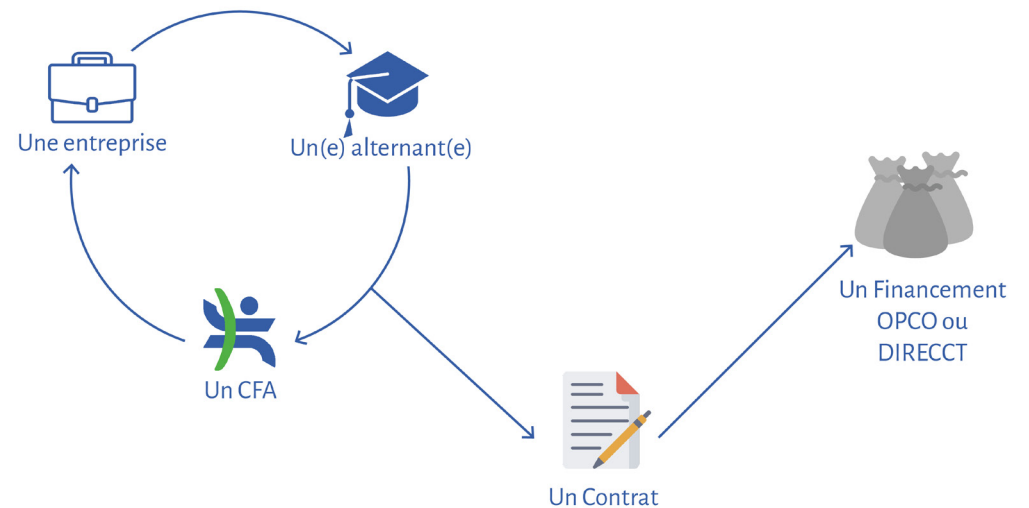 Une entreprise
Un(e) alternant(e)
Un CFA
Un Contrat
Un Financement
OPCO ou
DIRECCT